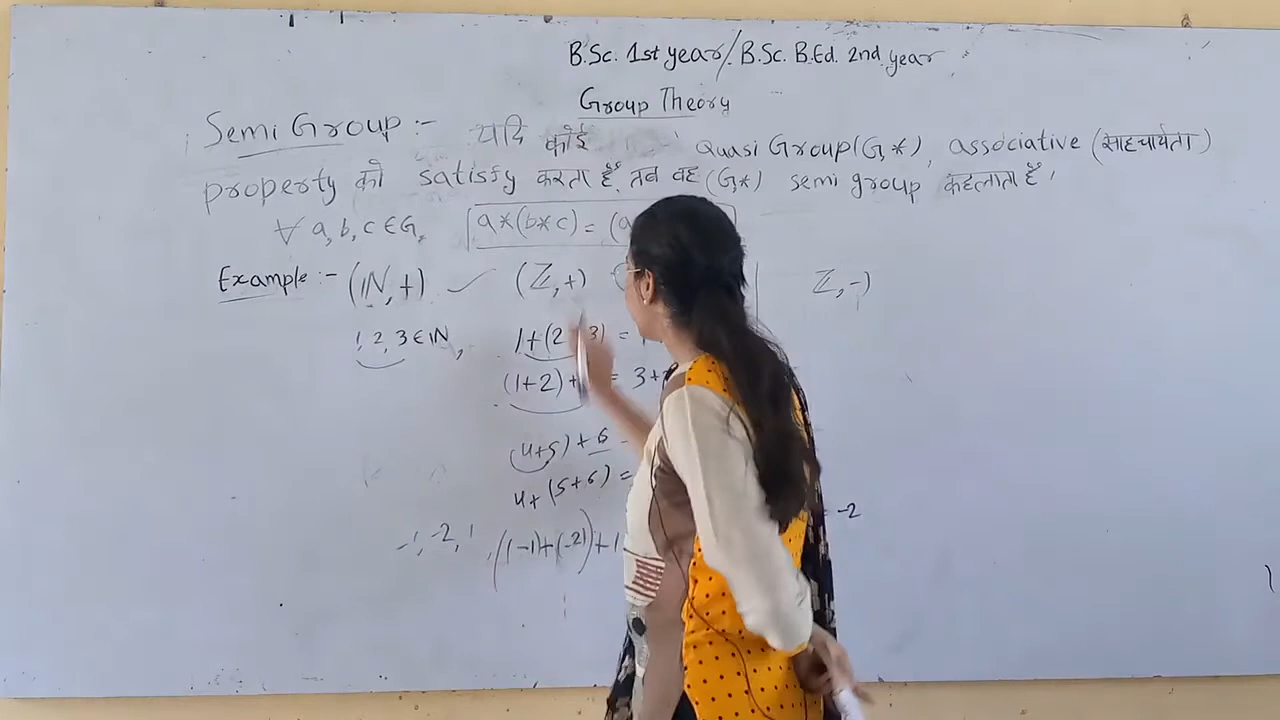 B.Sc. 1st year/B.Sc. B.Ed. 2nd year
Group Theory
Semi Group :- यदि कोई Quasi Group(G,*), associative (साहचार्यता)
property को satisfy करता हैं, तब वह (G,*) semi group कहलाता हैं।
∀ a,b,c ∈ G, a*(b*c) = (a
Example :- (ℕ,+) ✓ (ℤ,+) ℤ,-)
1, 2, 3 ∈ ℕ, 1+(2 3) =
(1+2)+ = 3+
(4+5)+6
4+(5+6) =
-1, -2, 1, ((-1)+(-2))+1 = -2